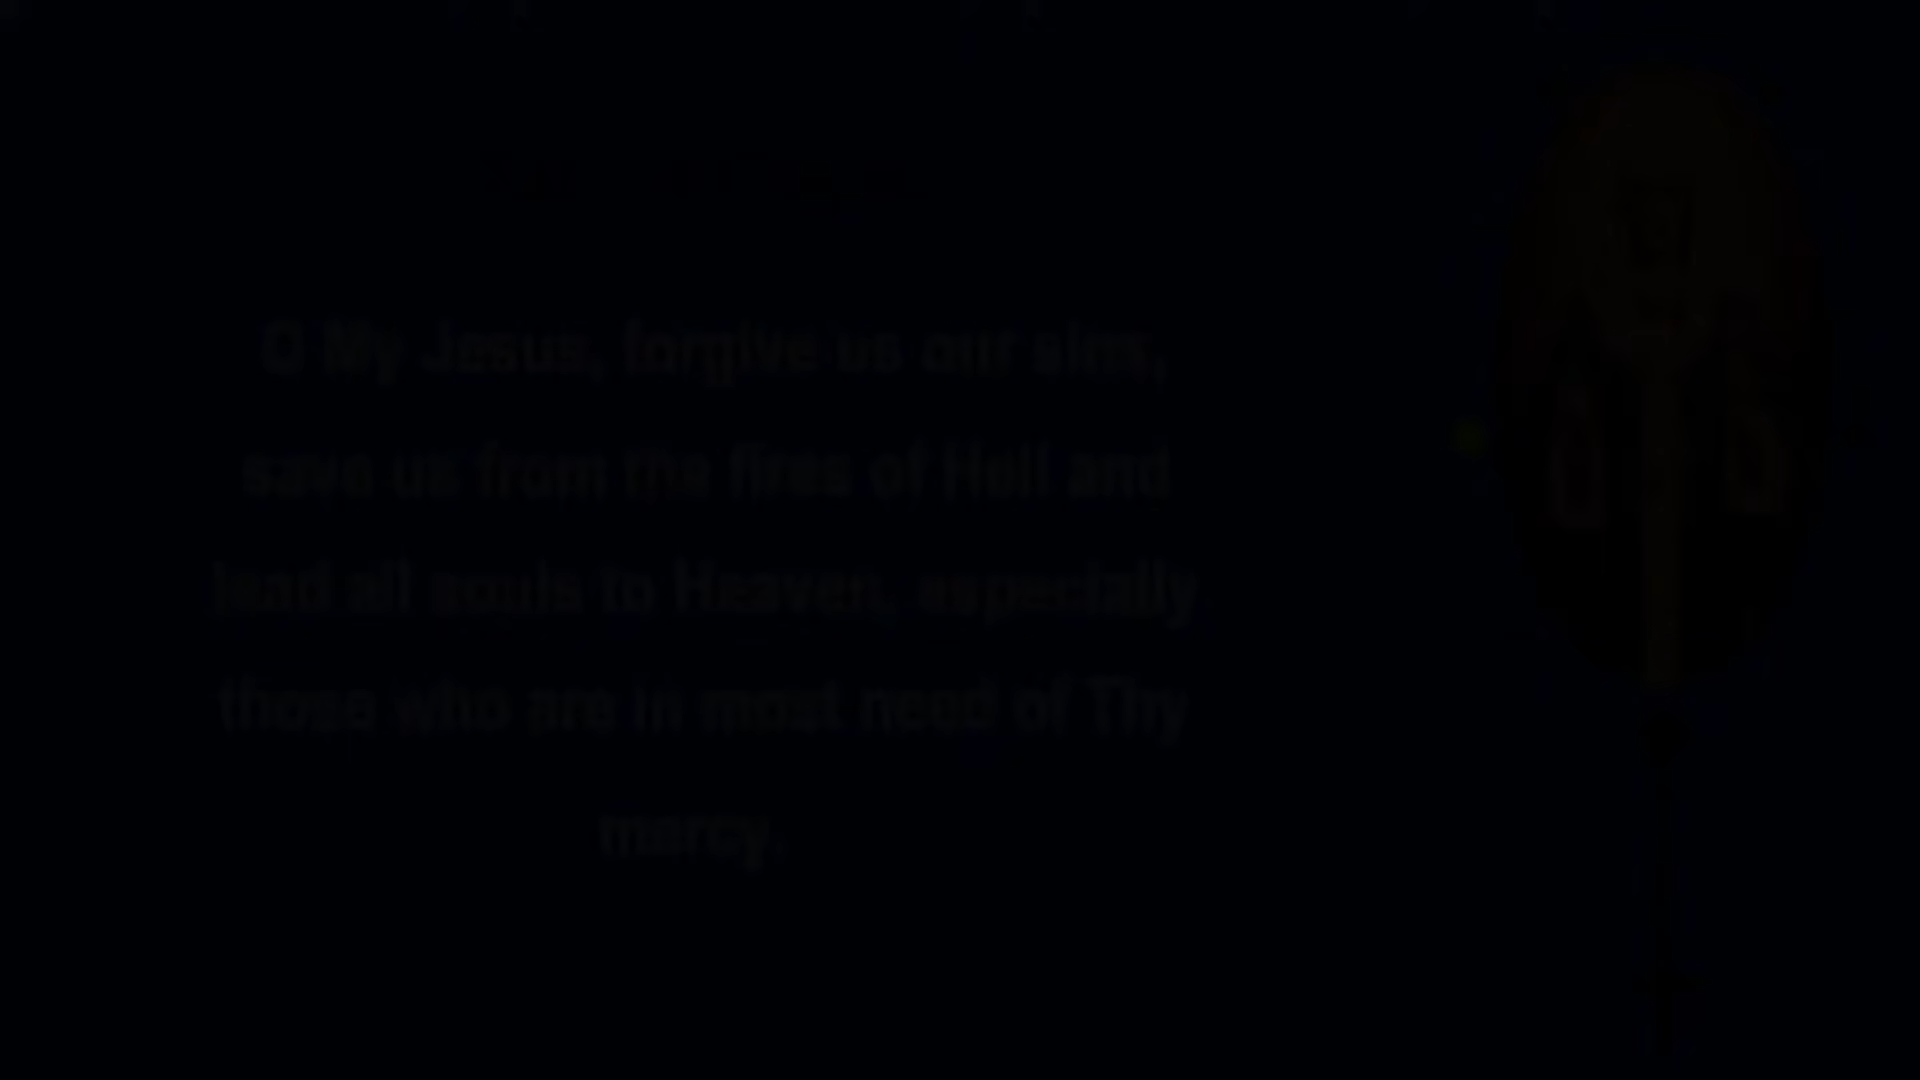 O My Jesus, forgive us our sins,
save us from the fires of Hell and
lead all souls to Heaven, especially
those who are in most need of Thy
mercy.